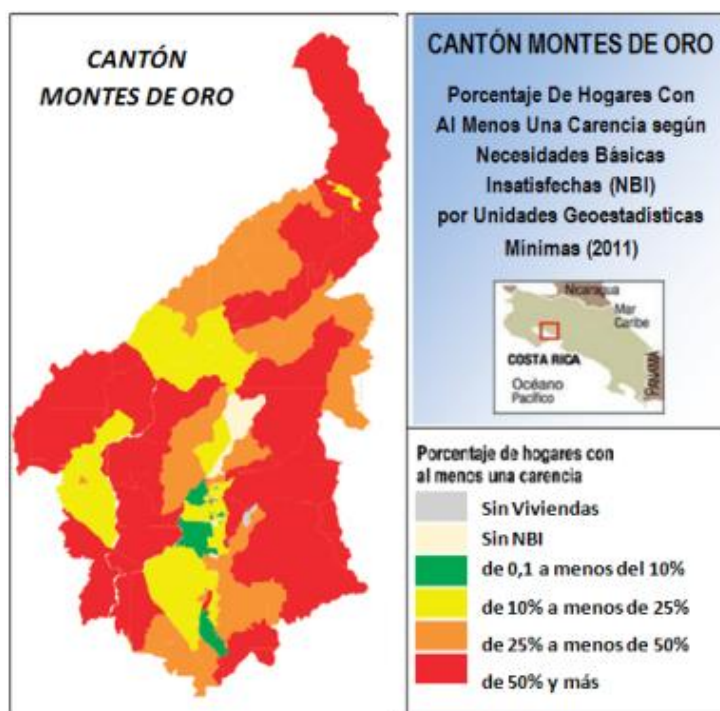 CANTÓN
MONTES DE ORO
CANTÓN MONTES DE ORO
Porcentaje De Hogares Con
Al Menos Una Carencia según
Necesidades Básicas
Insatisfechas (NBI)
por Unidades Geoestadísticas
Mínimas (2011)
Nicaragua
Mar
Caribe
COSTA RICA
PANAMÁ
Océano
Pacífico
Porcentaje de hogares con
al menos una carencia
Sin Viviendas
Sin NBI
de 0,1 a menos del 10%
de 10% a menos de 25%
de 25% a menos de 50%
de 50% y más